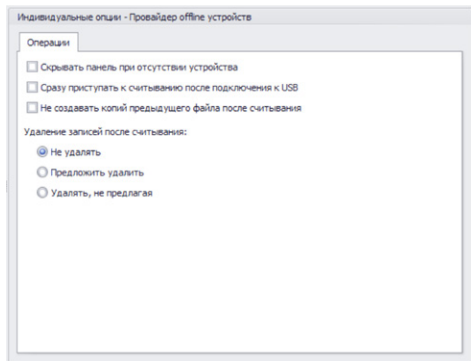 Индивидуальные опции - Провайдер offline устройств
Операции
Скрывать панель при отсутствии устройства
Сразу приступать к считыванию после подключения к USB
Не создавать копий предыдущего файла после считывания
Удаление записей после считывания:
Не удалять
Предложить удалить
Удалять, не предлагая